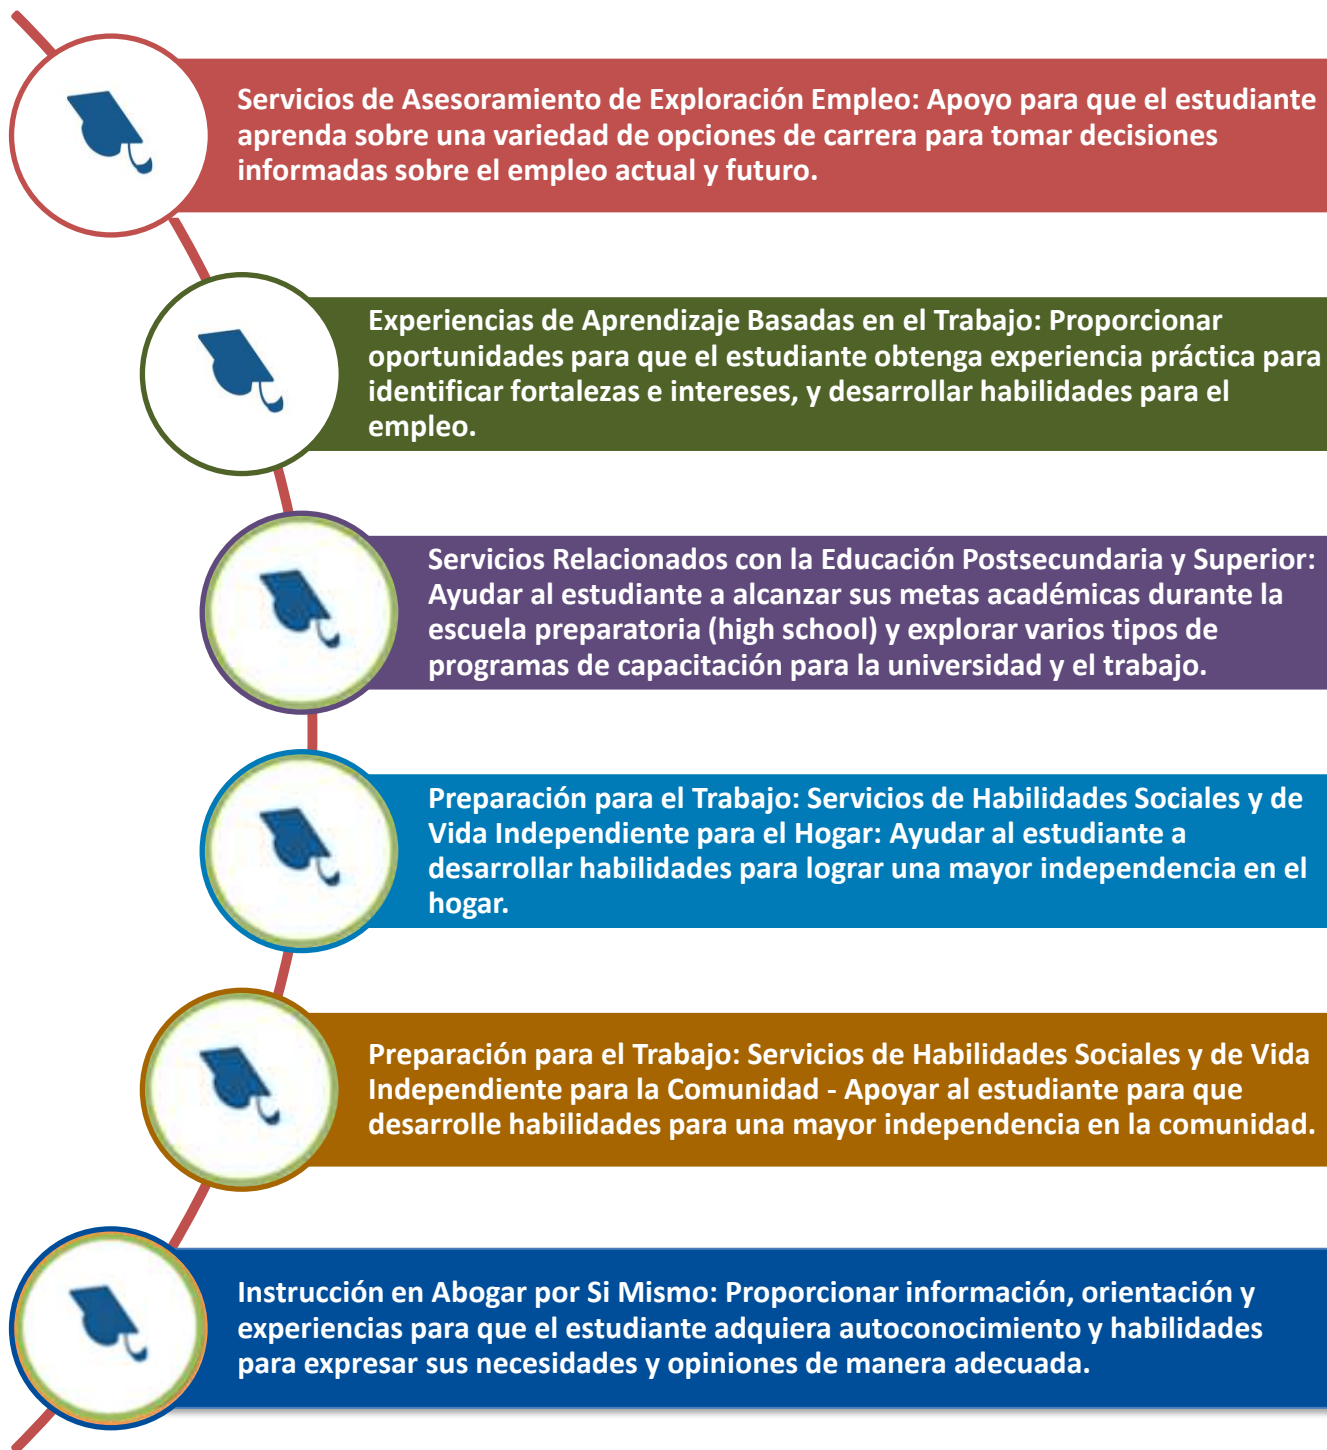 Servicios de Asesoramiento de Exploración Empleo: Apoyo para que el estudiante
aprenda sobre una variedad de opciones de carrera para tomar decisiones
informadas sobre el empleo actual y futuro.
Experiencias de Aprendizaje Basadas en el Trabajo: Proporcionar
oportunidades para que el estudiante obtenga experiencia práctica para
identificar fortalezas e intereses, y desarrollar habilidades para el
empleo.
Servicios Relacionados con la Educación Postsecundaria y Superior:
Ayudar al estudiante a alcanzar sus metas académicas durante la
escuela preparatoria (high school) y explorar varios tipos de
programas de capacitación para la universidad y el trabajo.
Preparación para el Trabajo: Servicios de Habilidades Sociales y de
Vida Independiente para el Hogar: Ayudar al estudiante a
desarrollar habilidades para lograr una mayor independencia en el
hogar.
Preparación para el Trabajo: Servicios de Habilidades Sociales y de Vida
Independiente para la Comunidad - Apoyar al estudiante para que
desarrolle habilidades para una mayor independencia en la comunidad.
Instrucción en Abogar por Si Mismo: Proporcionar información, orientación y
experiencias para que el estudiante adquiera autoconocimiento y habilidades
para expresar sus necesidades y opiniones de manera adecuada.